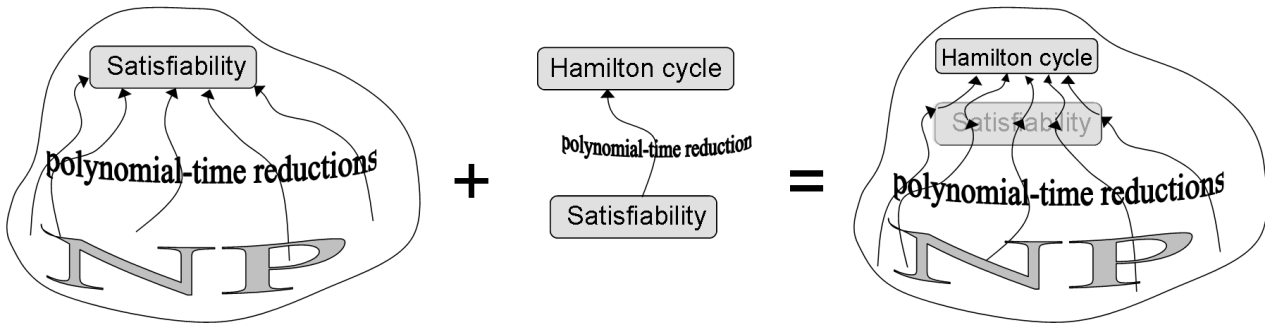 Satisfiability
polynomial-time reductions
NP
+
Hamilton cycle
polynomial-time reduction
Satisfiability
=
Hamilton cycle
Satisfiability
polynomial-time reductions
NP